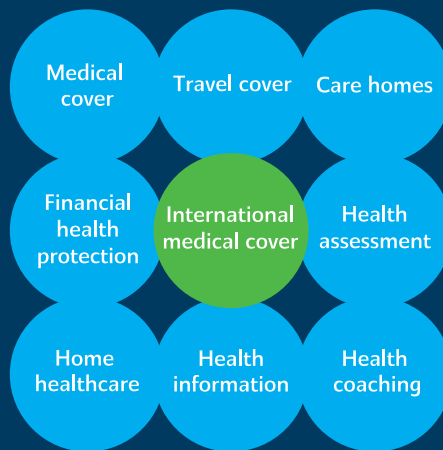 Medical
cover
Travel cover
Care homes
Financial
health
protection
International
medical cover
Health
assessment
Home
healthcare
Health
information
Health
coaching